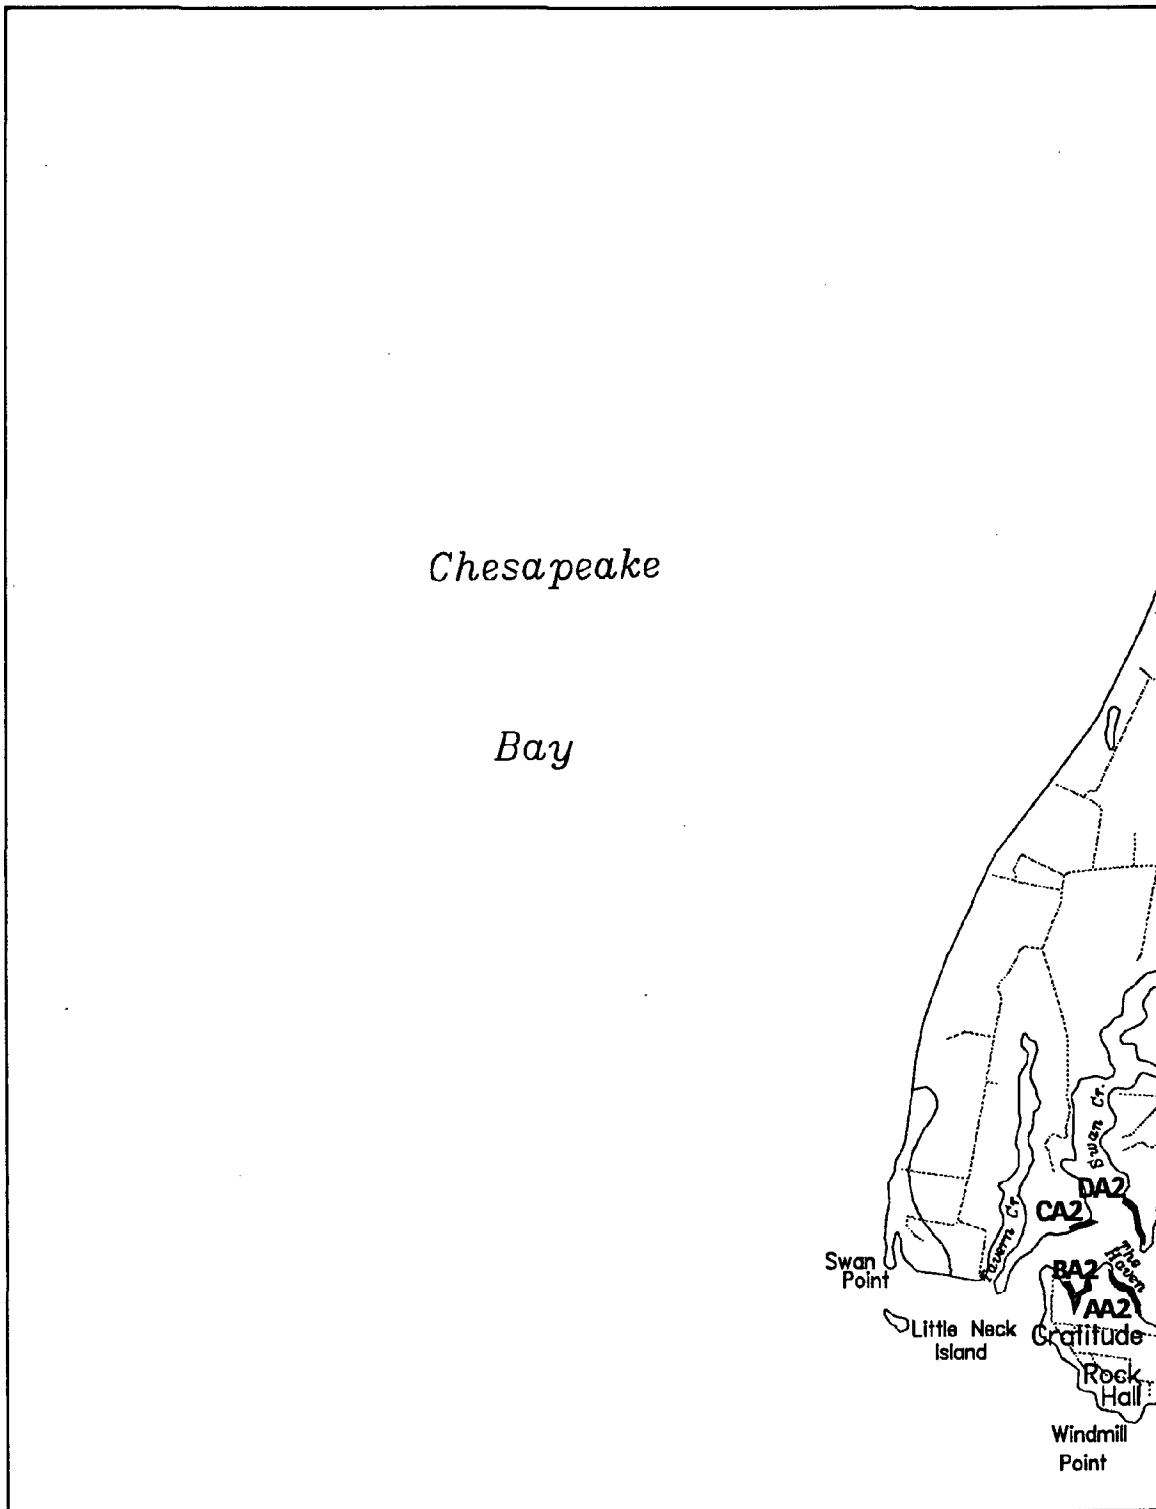 Chesapeake
Bay
Swan Cr.
DA2
CA2
Tavern Cr.
The
Haven
Swan
Point
BA2
AA2
Little Neck
Island
Gratitude
Rock
Hall
Windmill
Point